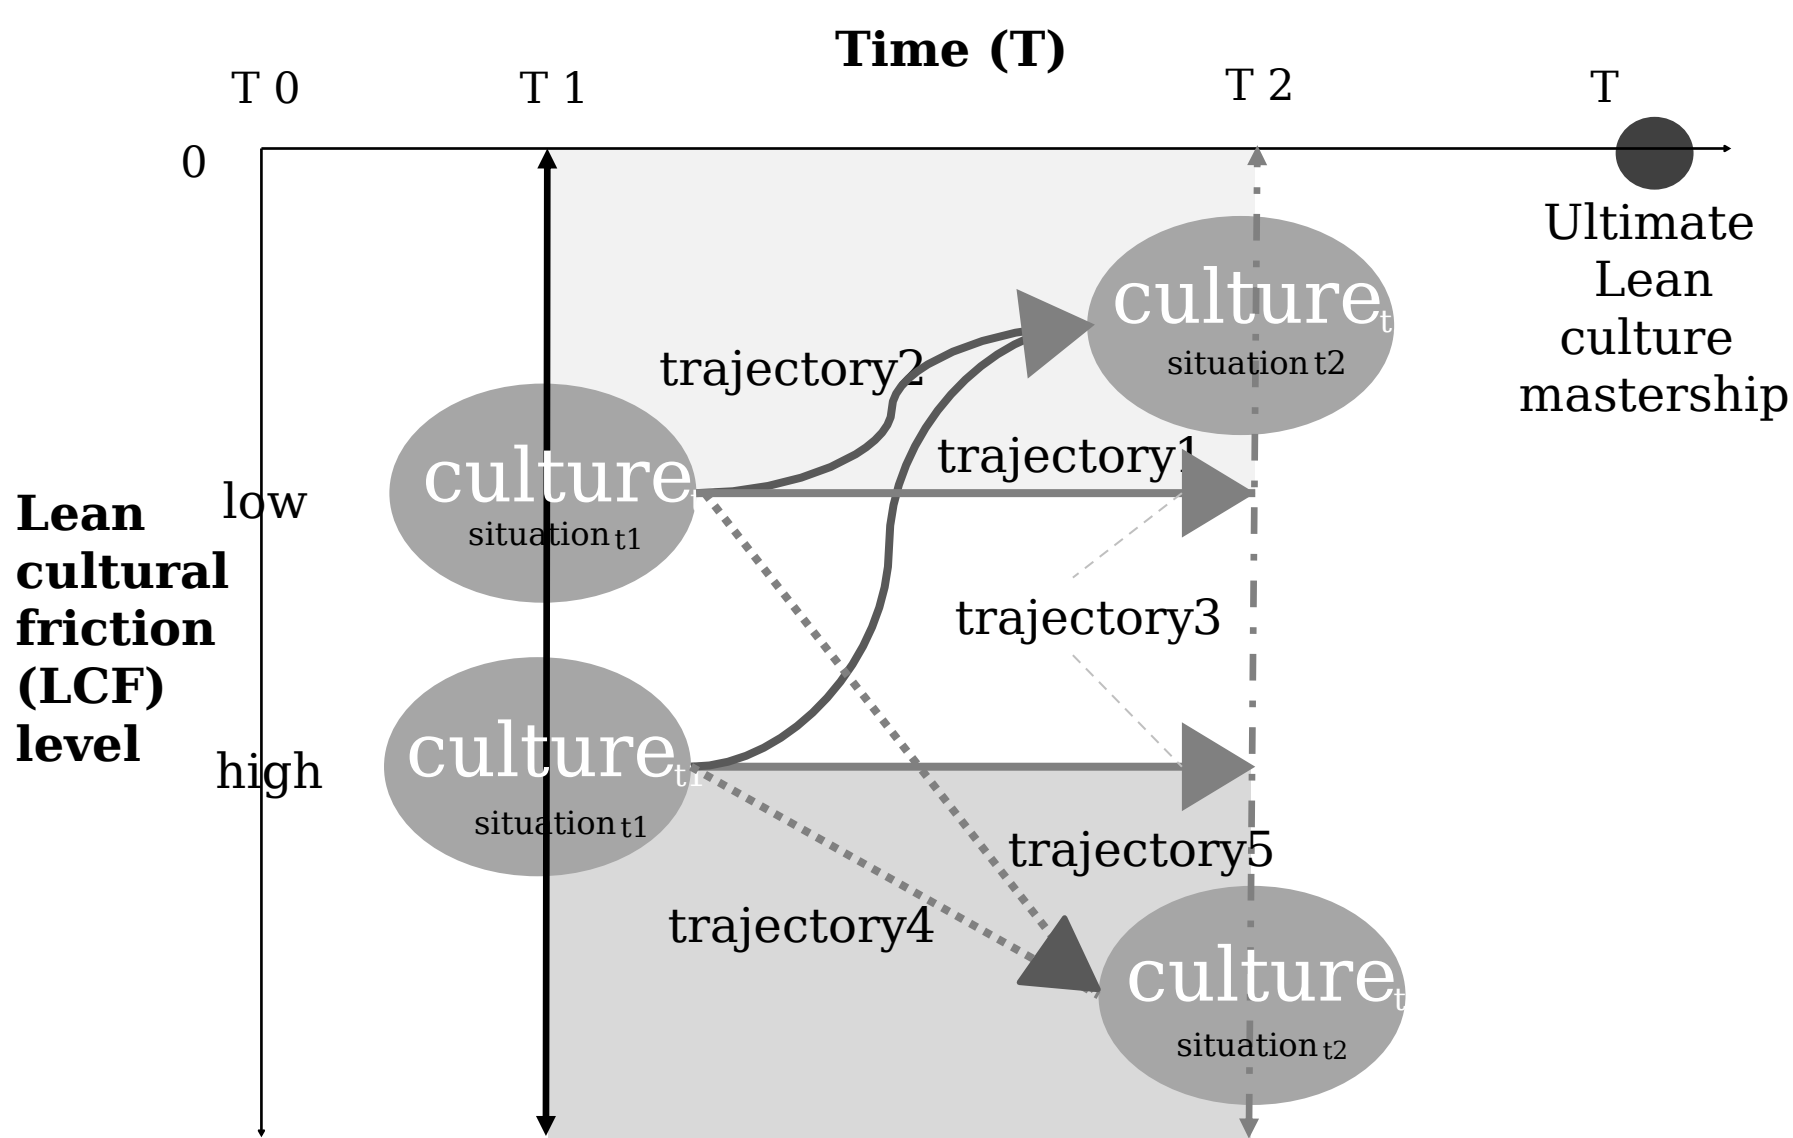 Time (T)
T 0
T 1
T 2
T
0
Ultimate
Lean
culture
mastership
culture t
situation t2
trajectory2
trajectory1
culture
situation t1
low
Lean
cultural
friction
(LCF)
level
trajectory3
culture t1
situation t1
high
trajectory5
trajectory4
culture t
situation t2